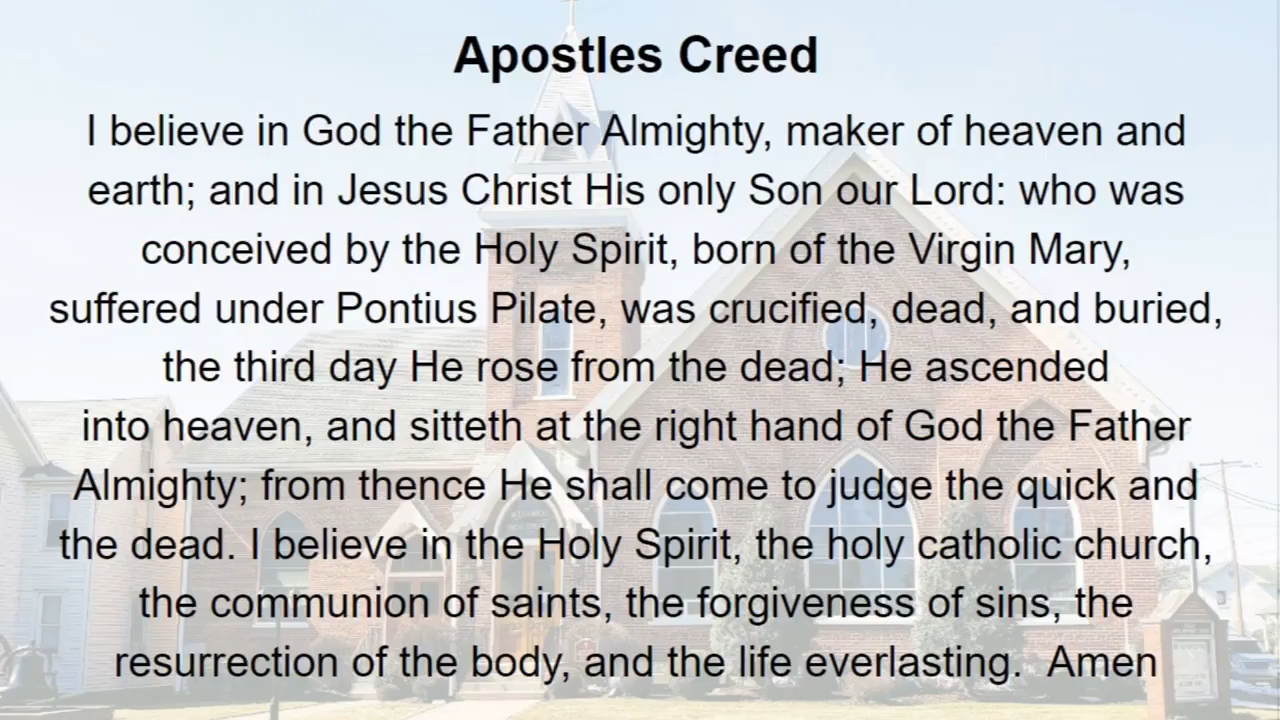 Apostles Creed
I believe in God the Father Almighty, maker of heaven and
earth; and in Jesus Christ His only Son our Lord: who was
conceived by the Holy Spirit, born of the Virgin Mary,
suffered under Pontius Pilate, was crucified, dead, and buried,
the third day He rose from the dead; He ascended
into heaven, and sitteth at the right hand of God the Father
Almighty; from thence He shall come to judge the quick and
the dead. I believe in the Holy Spirit, the holy catholic church,
the communion of saints, the forgiveness of sins, the
resurrection of the body, and the life everlasting.  Amen